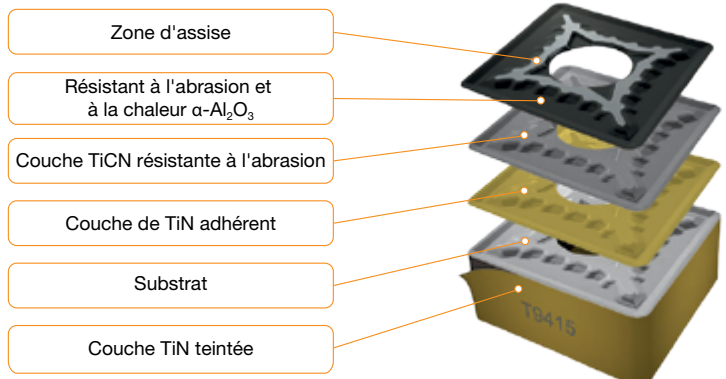 Zone d'assise
Résistant à l'abrasion et
à la chaleur α-Al₂O₃
Couche TiCN résistante à l'abrasion
Couche de TiN adhérent
Substrat
Couche TiN teintée
T9415